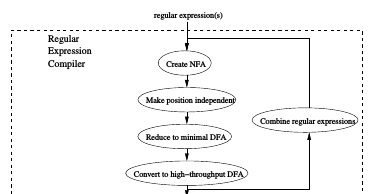 regular expression(s)
Regular
Expression
Compiler
Create NFA
Make position independent
Combine regular expressions
Reduce to minimal DFA
Convert to high-throughput DFA